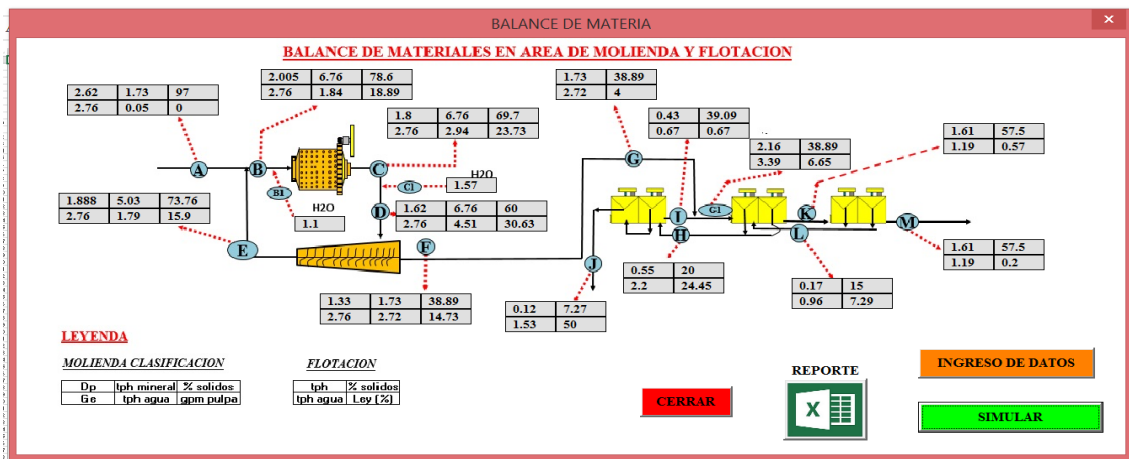 BALANCE DE MATERIA
BALANCE DE MATERIALES EN AREA DE MOLIENDA Y FLOTACION
2.62 1.73 97
2.76 0.05 0
2.005 6.76 78.6
2.76 1.84 18.89
1.8 6.76 69.7
2.76 2.94 23.73
1.73 38.89
2.72 4
0.43 39.09
0.67 0.67
2.16 38.89
3.39 6.65
1.61 57.5
1.19 0.57
A
B
C
G
H2O
B1
C1
1.57
1.888 5.03 73.76
2.76 1.79 15.9
H2O
1.1
D
1.62 6.76 60
2.76 4.51 30.63
I
G1
K
H
L
M
E
F
J
1.33 1.73 38.89
2.76 2.72 14.73
0.12 7.27
1.53 50
0.55 20
2.2 24.45
0.17 15
0.96 7.29
1.61 57.5
1.19 0.2
LEYENDA
MOLIENDA CLASIFICACION
Dp tph mineral % solidos
Ge tph agua gpm pulpa
FLOTACION
tph % solidos
tph agua Ley (%)
CERRAR
REPORTE
X
INGRESO DE DATOS
SIMULAR